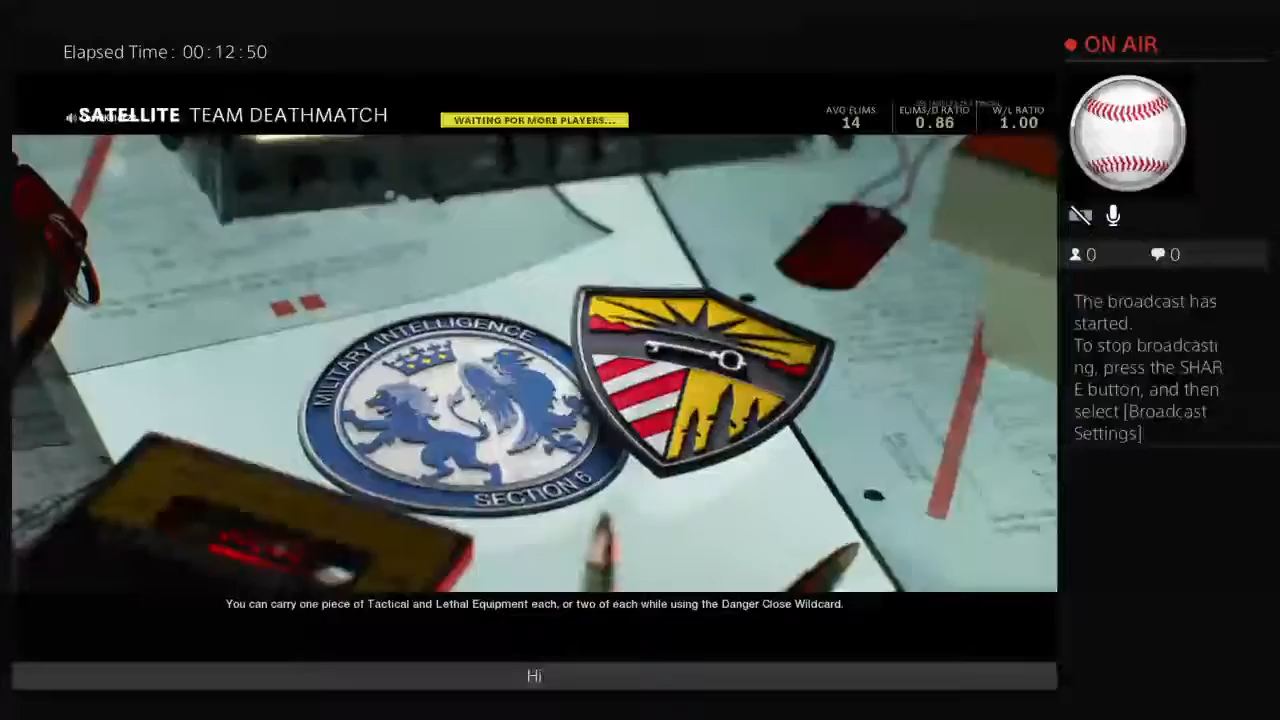 Elapsed Time: 00:12:50
ON AIR
SATELLITE TEAM DEATHMATCH
WAITING FOR MORE PLAYERS...
AVG ELIMS
14
ELIMS/D RATIO
0.86
W/L RATIO
1.00
0
0
The broadcast has
started.
To stop broadcasti
ng, press the SHAR
E button, and then
select [Broadcast
Settings]
MILITARY INTELLIGENCE
SECTION 6
You can carry one piece of Tactical and Lethal Equipment each, or two of each while using the Danger Close Wildcard.
Hi